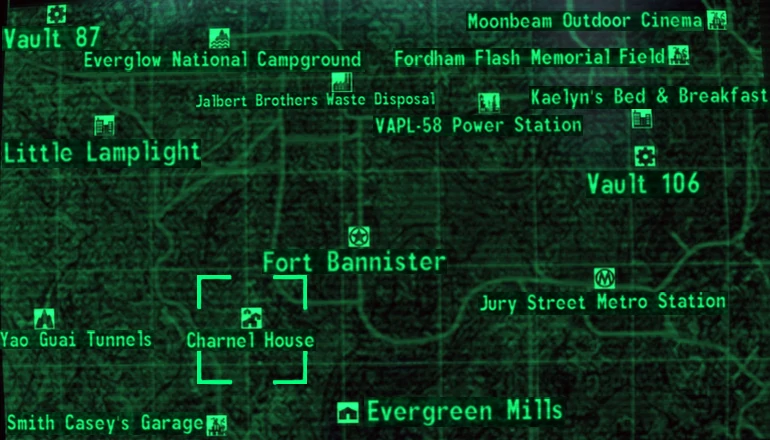 Moonbeam Outdoor Cinema
Vault 87
Everglow National Campground
Fordham Flash Memorial Field
Jalbert Brothers Waste Disposal
Kaelyn's Bed & Breakfast
VAPL-58 Power Station
Little Lamplight
Vault 106
Fort Bannister
Jury Street Metro Station
Yao Guai Tunnels
Charnel House
Evergreen Mills
Smith Casey's Garage